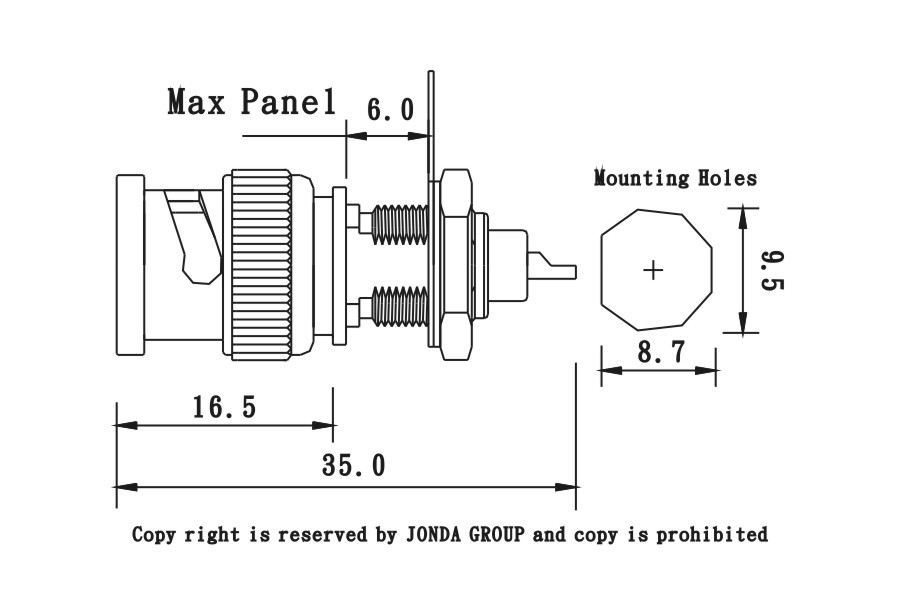 Max Panel
6.0
Mounting Holes
9.5
8.7
16.5
35.0
Copy right is reserved by JONDA GROUP and copy is prohibited